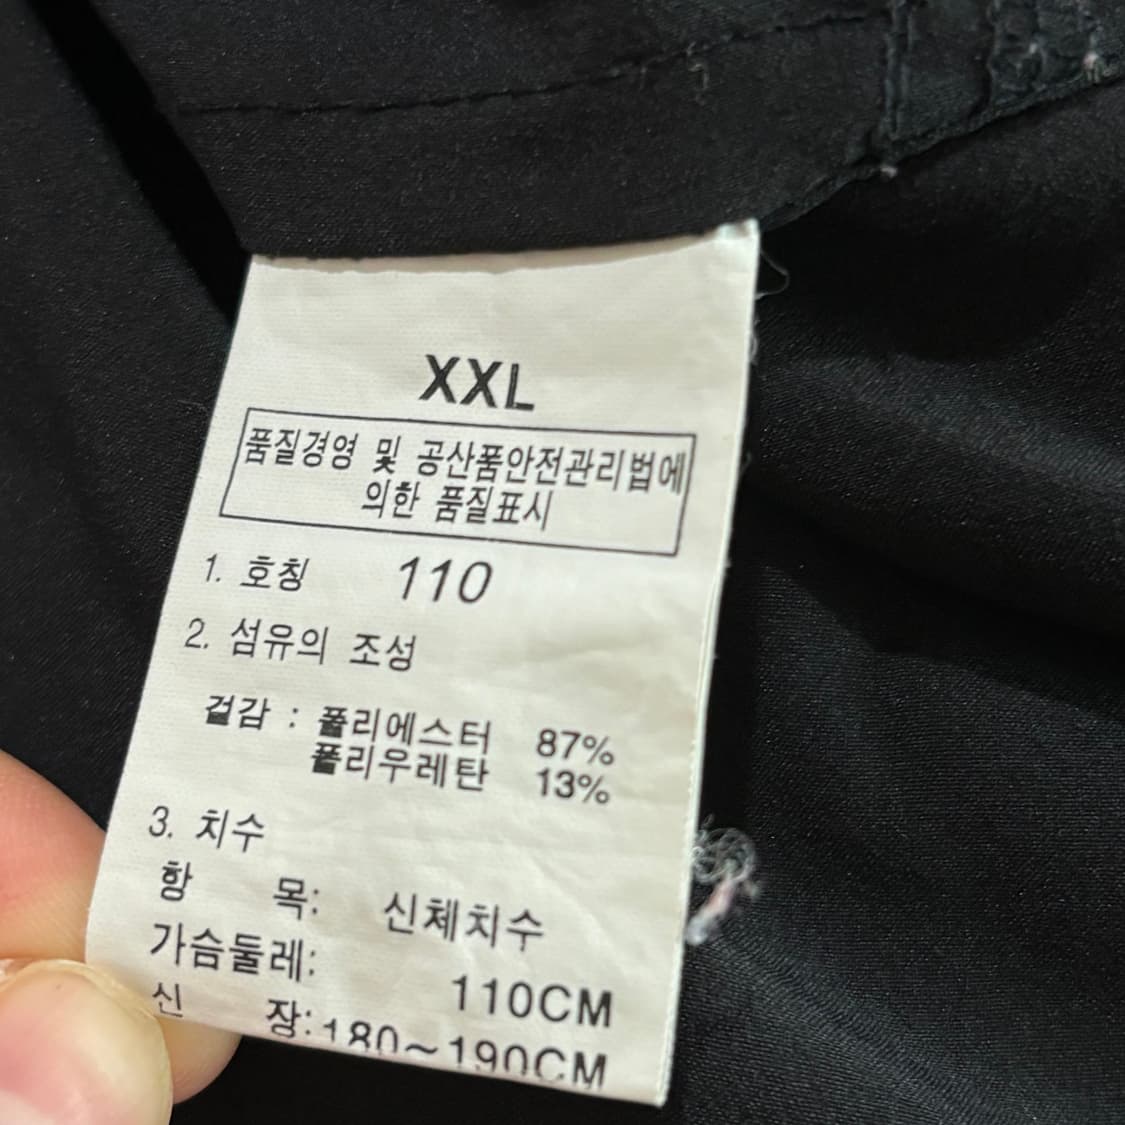 XXL
품질경영 및 공산품안전관리법에
의한 품질표시
1. 호칭 110
2. 섬유의 조성
겉감 : 폴리에스터 87%
폴리우레탄 13%
3. 치수
항 목: 신체치수
가슴둘레: 110CM
신 장: 180~190CM